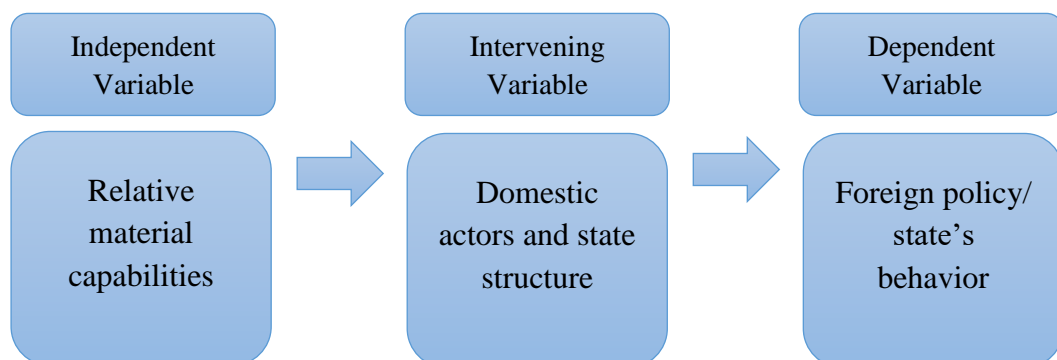 Independent
Variable
Intervening
Variable
Dependent
Variable
Relative
material
capabilities
Domestic
actors and state
structure
Foreign policy/
state’s
behavior